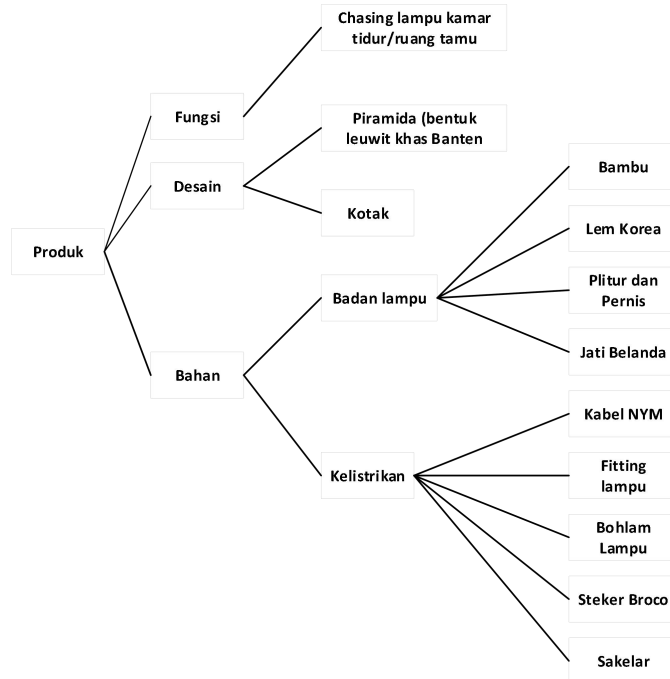 Chasing lampu kamar
tidur/ruang tamu
Fungsi
Piramida (bentuk
leuwit khas Banten
Desain
Kotak
Produk
Bahan
Badan lampu
Bambu
Lem Korea
Plitur dan
Pernis
Jati Belanda
Kelistrikan
Kabel NYM
Fitting
lampu
Bohlam
Lampu
Steker Broco
Sakelar